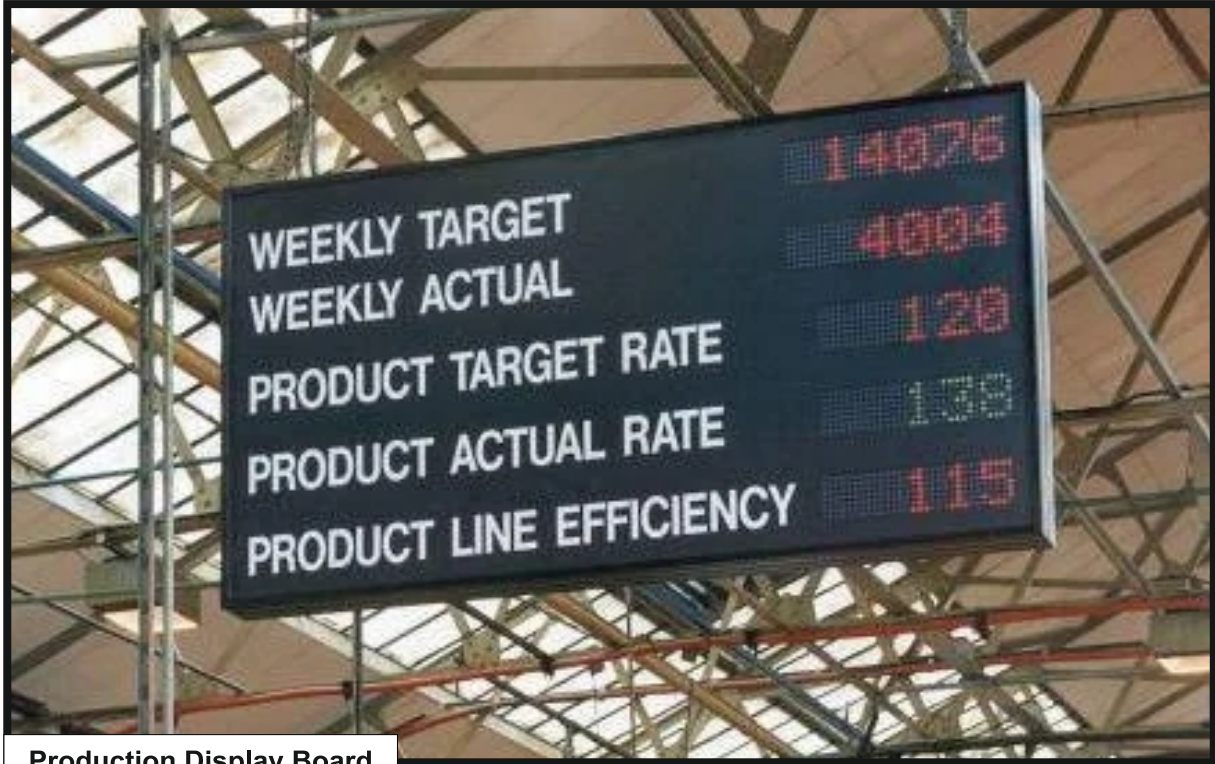 WEEKLY TARGET 14076
WEEKLY ACTUAL 4004
PRODUCT TARGET RATE 120
PRODUCT ACTUAL RATE 138
PRODUCT LINE EFFICIENCY 115
Production Display Board